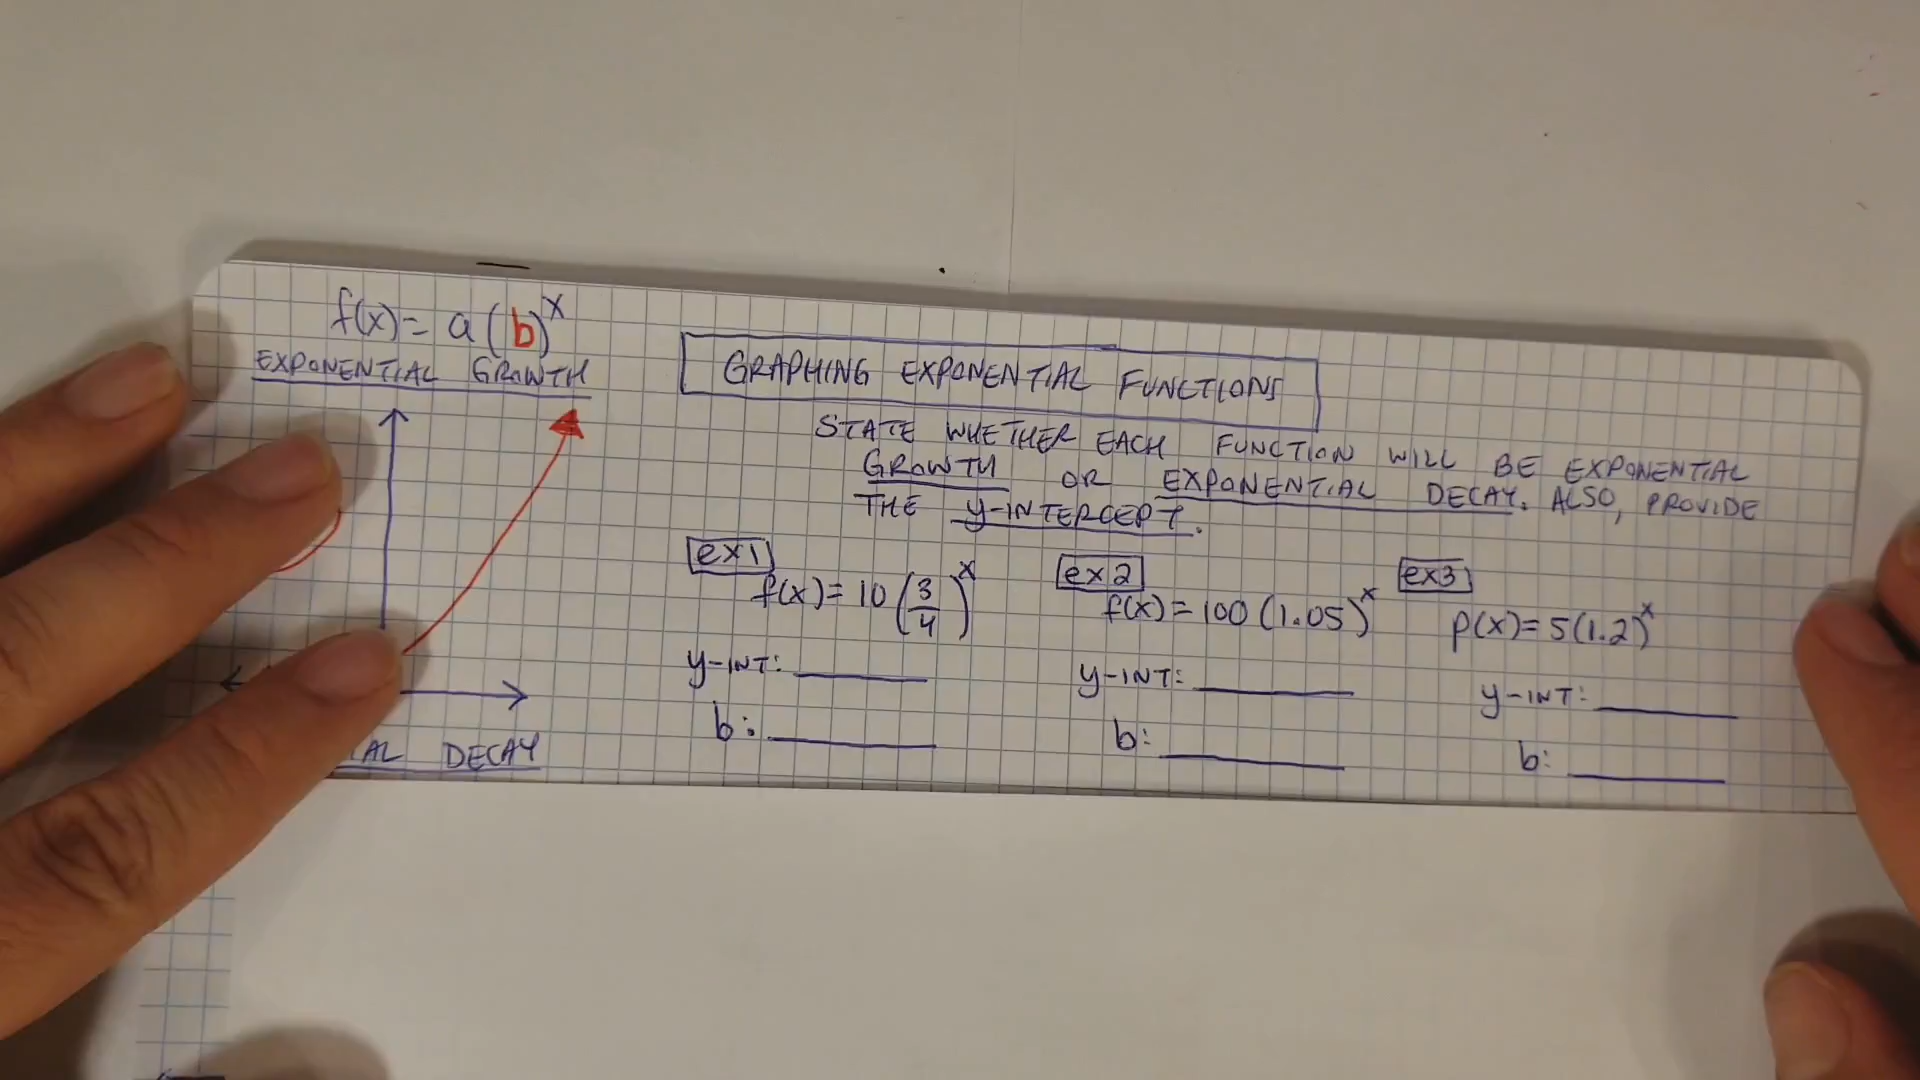 f(x) = a(b)^x
EXPONENTIAL GROWTH
IAL DECAY
GRAPHING EXPONENTIAL FUNCTIONS
STATE WHETHER EACH FUNCTION WILL BE EXPONENTIAL
GROWTH OR EXPONENTIAL DECAY. ALSO, PROVIDE
THE y-INTERCEPT.
ex1
f(x) = 10(3/4)^x
y-INT:
b:
ex2
f(x) = 100(1.05)^x
y-INT:
b:
ex3
p(x) = 5(1.2)^x
y-INT:
b: